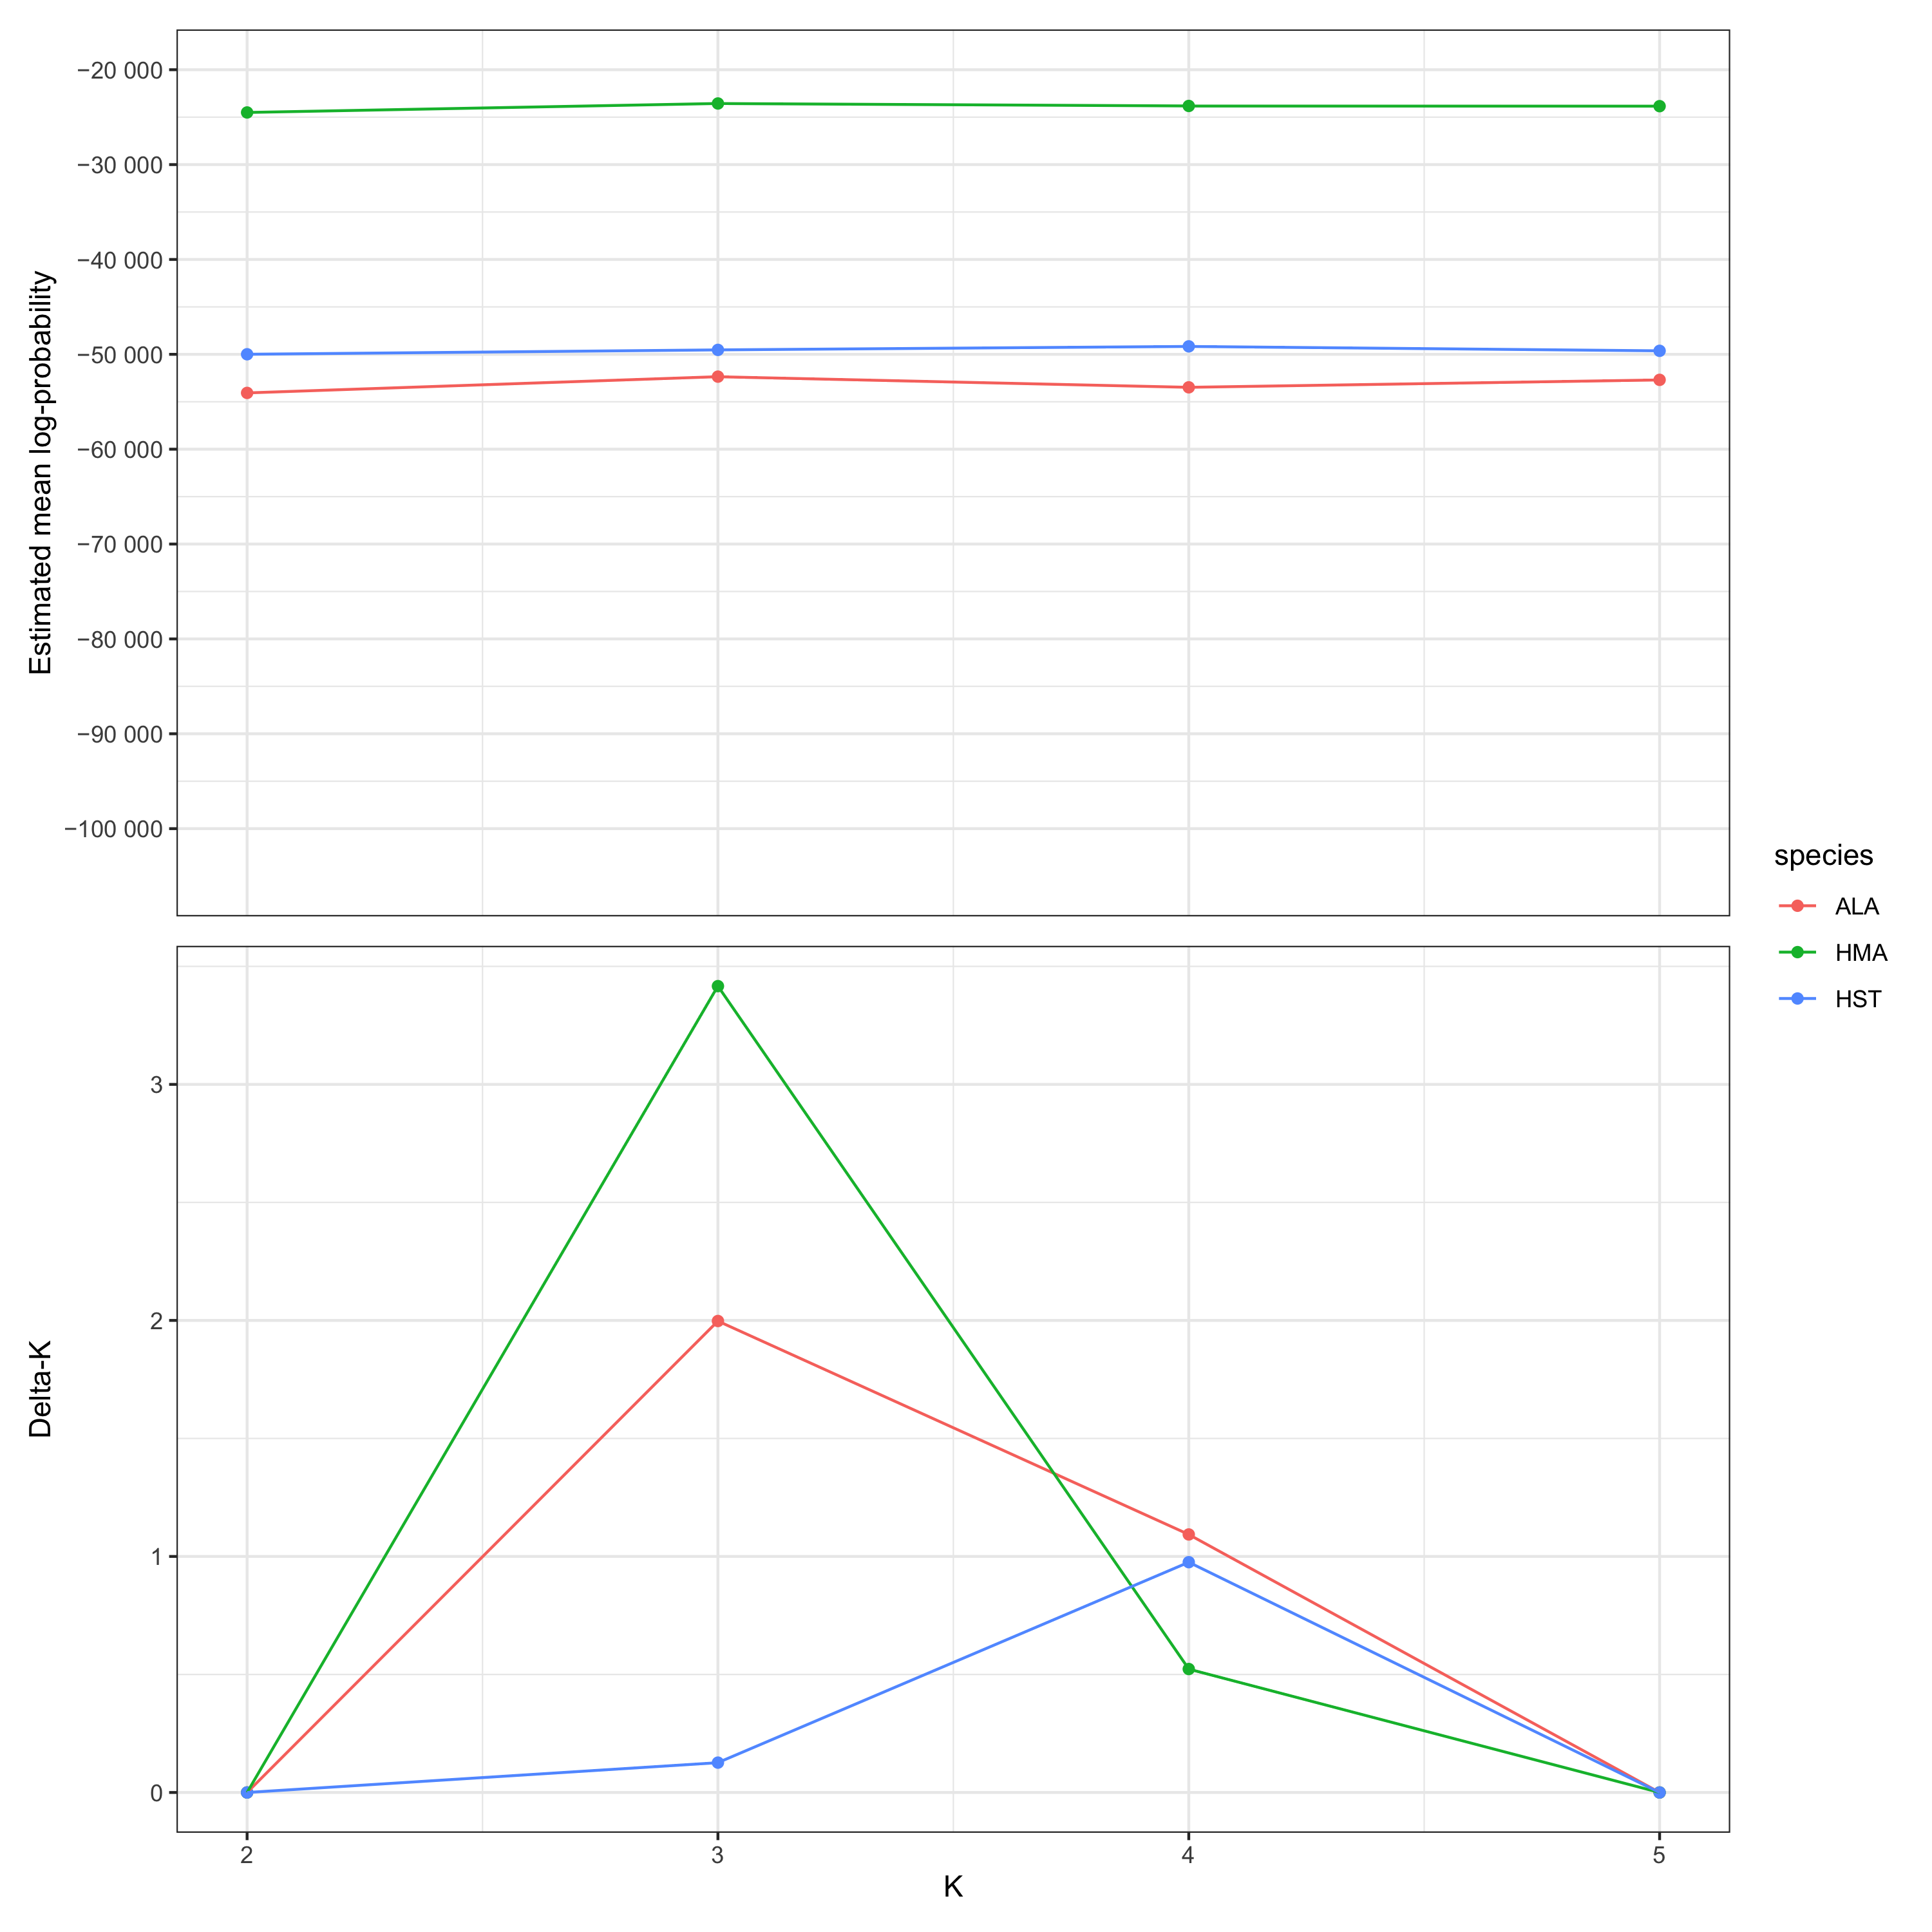 Estimated mean log-probability
−20 000
−30 000
−40 000
−50 000
−60 000
−70 000
−80 000
−90 000
−100 000
Delta-K
3
2
1
0
2 3 4 5
K
species
ALA
HMA
HST